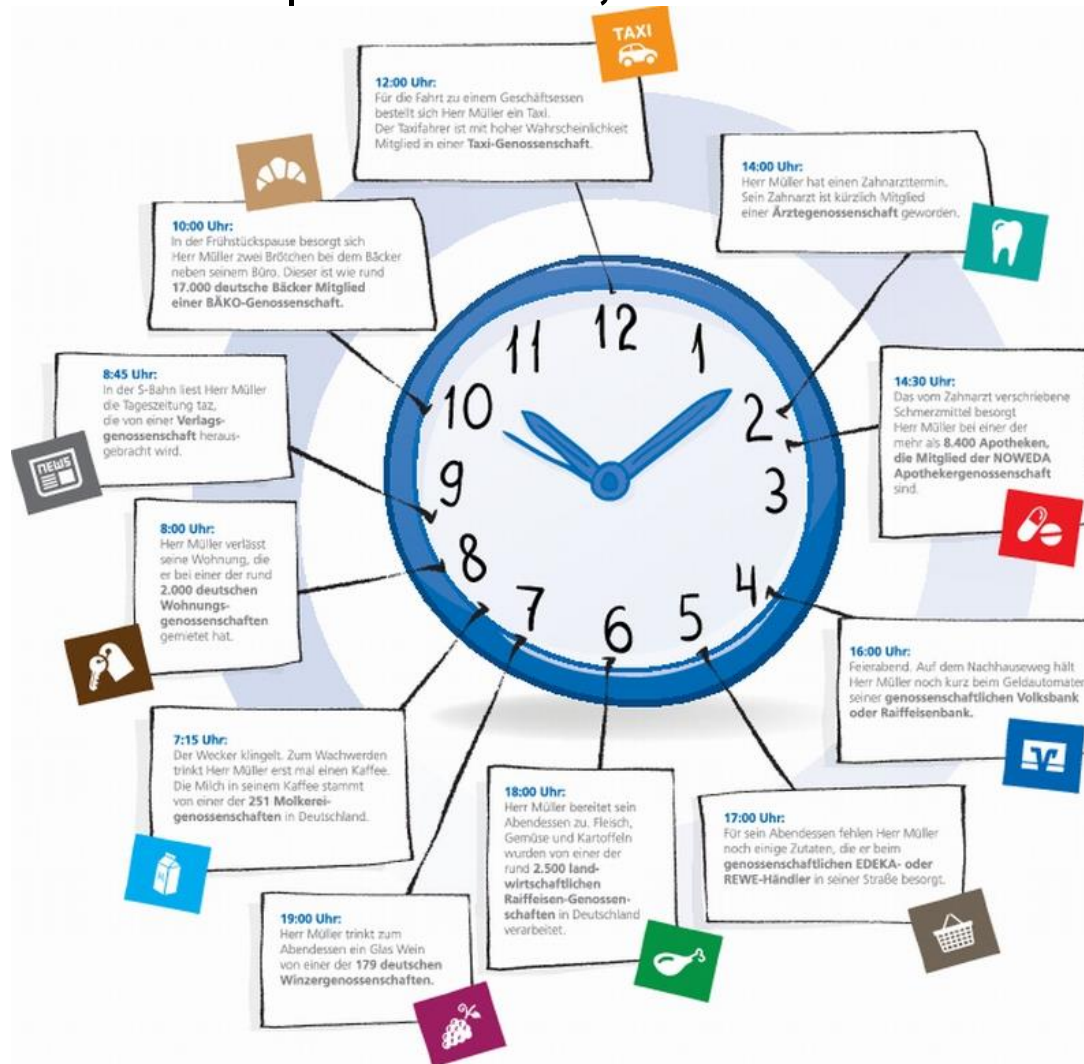 TAXI
12:00 Uhr:
Für die Fahrt zu einem Geschäftsessen
bestellt sich Herr Müller ein Taxi.
Der Taxifahrer ist mit hoher Wahrscheinlichkeit
Mitglied in einer Taxi-Genossenschaft.
14:00 Uhr:
Herr Müller hat einen Zahnarzttermin.
Sein Zahnarzt ist kürzlich Mitglied
einer Ärztegenossenschaft geworden.
10:00 Uhr:
In der Frühstückspause besorgt sich
Herr Müller zwei Brötchen bei dem Bäcker
neben seinem Büro. Dieser ist wie rund
17.000 deutsche Bäcker Mitglied
einer BÄKO-Genossenschaft.
8:45 Uhr:
In der S-Bahn liest Herr Müller
die Tageszeitung taz,
die von einer Verlags-
genossenschaft heraus-
gebracht wird.
NEWS
14:30 Uhr:
Das vom Zahnarzt verschriebene
Schmerzmittel besorgt
Herr Müller bei einer der
mehr als 8.400 Apotheken,
die Mitglied der NOWEDA
Apothekergenossenschaft
sind.
8:00 Uhr:
Herr Müller verlässt
seine Wohnung, die
er bei einer der rund
2.000 deutschen
Wohnungs-
genossenschaften
gemietet hat.
12
1
2
3
4
5
6
7
8
9
10
11
16:00 Uhr:
Feierabend. Auf dem Nachhauseweg hält
Herr Müller noch kurz beim Geldautomaten
seiner genossenschaftlichen Volksbank
oder Raiffeisenbank.
7:15 Uhr:
Der Wecker klingelt. Zum Wachwerden
trinkt Herr Müller erst mal einen Kaffee.
Die Milch in seinem Kaffee stammt
von einer der 251 Molkerei-
genossenschaften in Deutschland.
18:00 Uhr:
Herr Müller bereitet sein
Abendessen zu. Fleisch,
Gemüse und Kartoffeln
wurden von einer der
rund 2.500 land-
wirtschaftlichen
Raiffeisen-Genossen-
schaften in Deutschland
verarbeitet.
17:00 Uhr:
Für sein Abendessen fehlen Herr Müller
noch einige Zutaten, die er beim
genossenschaftlichen EDEKA- oder
REWE-Händler in seiner Straße besorgt.
19:00 Uhr:
Herr Müller trinkt zum
Abendessen ein Glas Wein
von einer der 179 deutschen
Winzergenossenschaften.